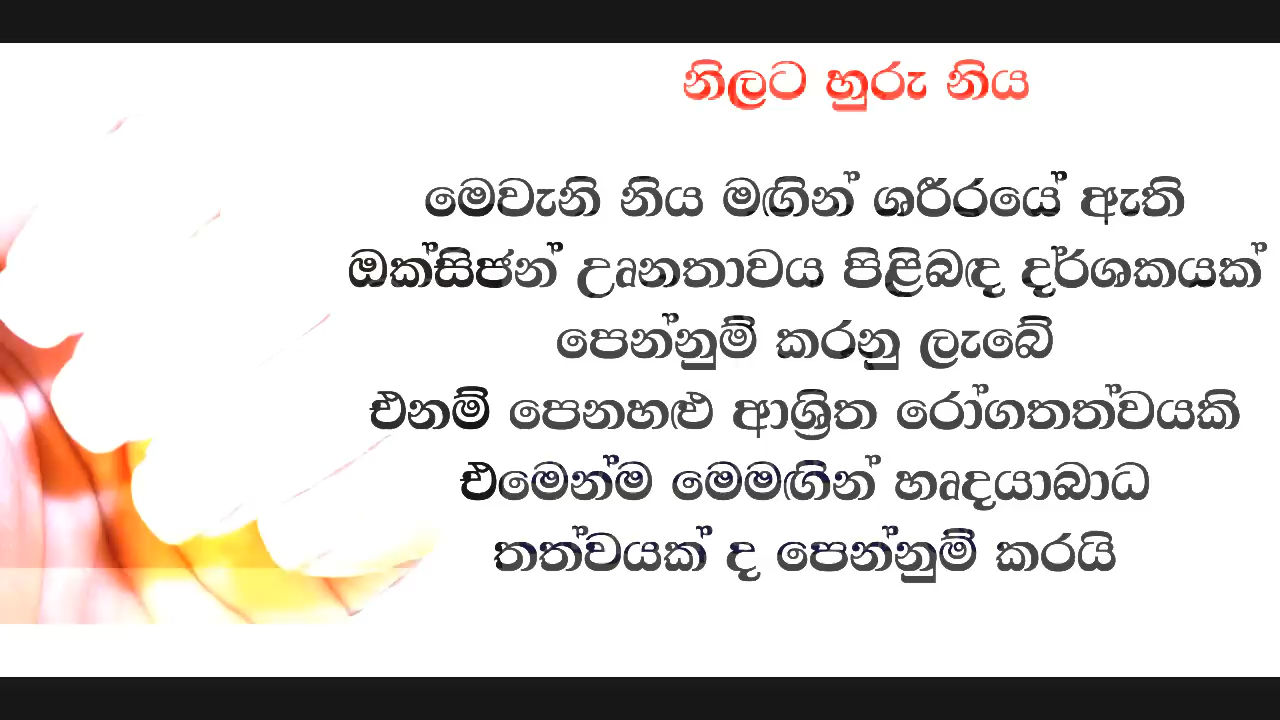 නිලට හුරු නිය
මෙවැනි නිය මඟින් ශරීරයේ ඇති
ඔක්සිජන් උෘනතාවය පිළිබඳ දර්ශකයක්
පෙන්නුම් කරනු ලැබේ
එනම් පෙනහළු ආශ්‍රිත රෝගතත්වයකි
එමෙන්ම මෙමඟින් හෘදයාබාධ
තත්වයක් ද පෙන්නුම් කරයි